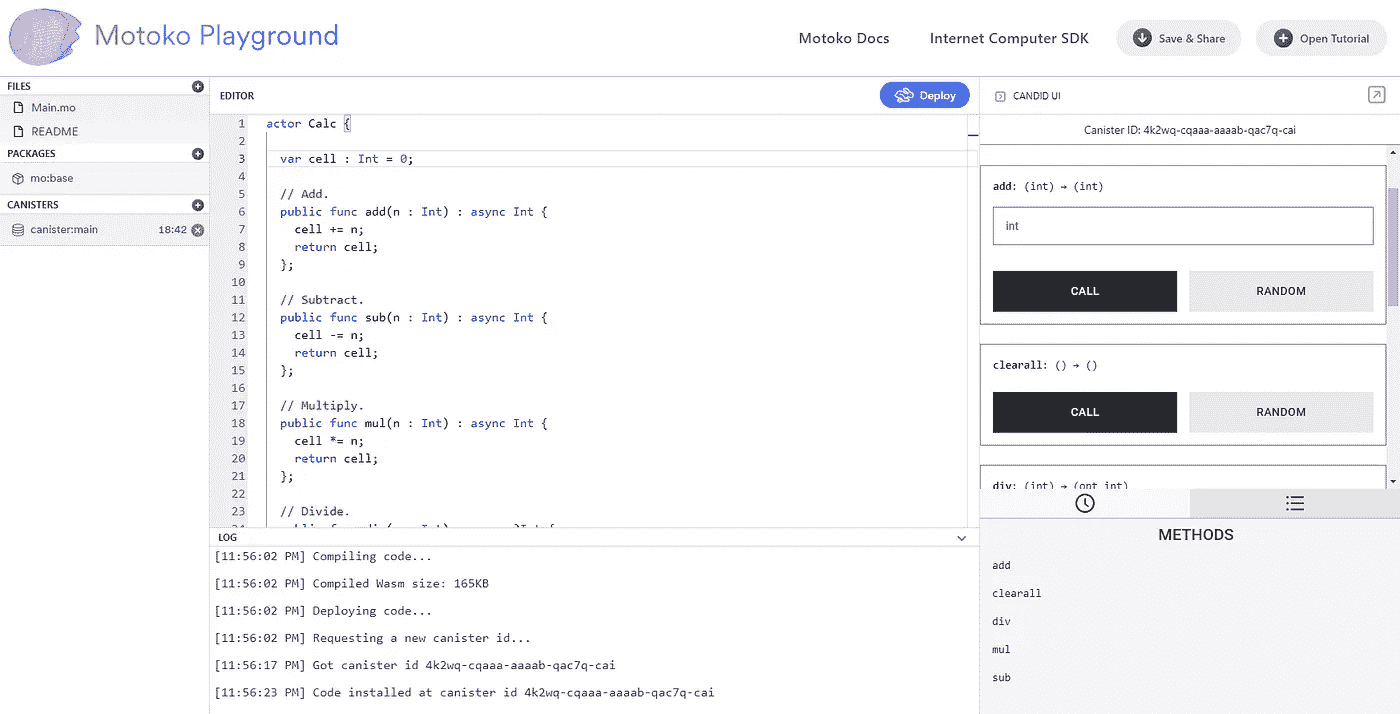 Motoko Playground
Motoko Docs
Internet Computer SDK
Save & Share
Open Tutorial
FILES
Main.mo
README
PACKAGES
mo:base
CANISTERS
canister:main 18:42
EDITOR
Deploy
1 actor Calc {
2
3 var cell : Int = 0;
4
5 // Add.
6 public func add(n : Int) : async Int {
7 cell += n;
8 return cell;
9 };
10
11 // Subtract.
12 public func sub(n : Int) : async Int {
13 cell -= n;
14 return cell;
15 };
16
17 // Multiply.
18 public func mul(n : Int) : async Int {
19 cell *= n;
20 return cell;
21 };
22
23 // Divide.
LOG
[11:56:02 PM] Compiling code...
[11:56:02 PM] Compiled Wasm size: 165KB
[11:56:02 PM] Deploying code...
[11:56:02 PM] Requesting a new canister id...
[11:56:17 PM] Got canister id 4k2wq-cqaaa-aaaab-qac7q-cai
[11:56:23 PM] Code installed at canister id 4k2wq-cqaaa-aaaab-qac7q-cai
CANDID UI
Canister ID: 4k2wq-cqaaa-aaaab-qac7q-cai
add: (int) → (int)
int
CALL RANDOM
clearall: () → ()
CALL RANDOM
div: (int) → (opt int)
METHODS
add
clearall
div
mul
sub